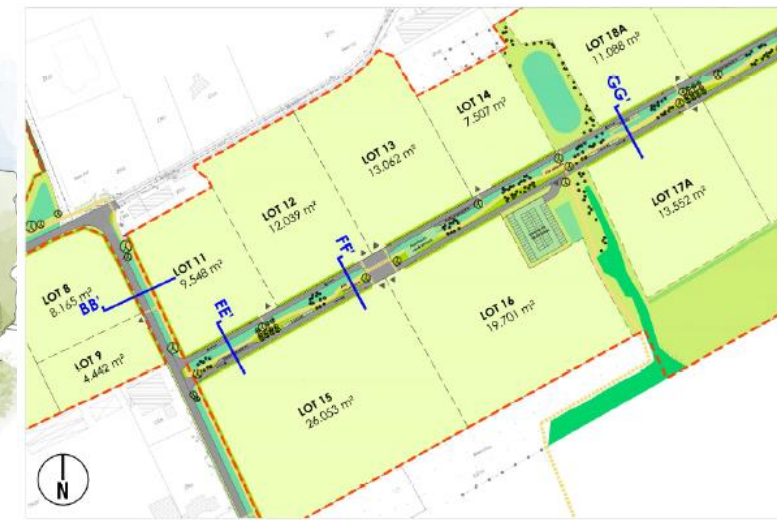 LOT 18A
11.088 m²
LOT 14
7.507 m²
GG'
LOT 13
13.062 m²
LOT 17A
13.552 m²
LOT 12
12.039 m²
FF'
LOT 11
9.548 m²
LOT 16
19.701 m²
LOT 8
8.165 m²
BB'
EE'
LOT 9
4.442 m²
LOT 15
26.053 m²
N